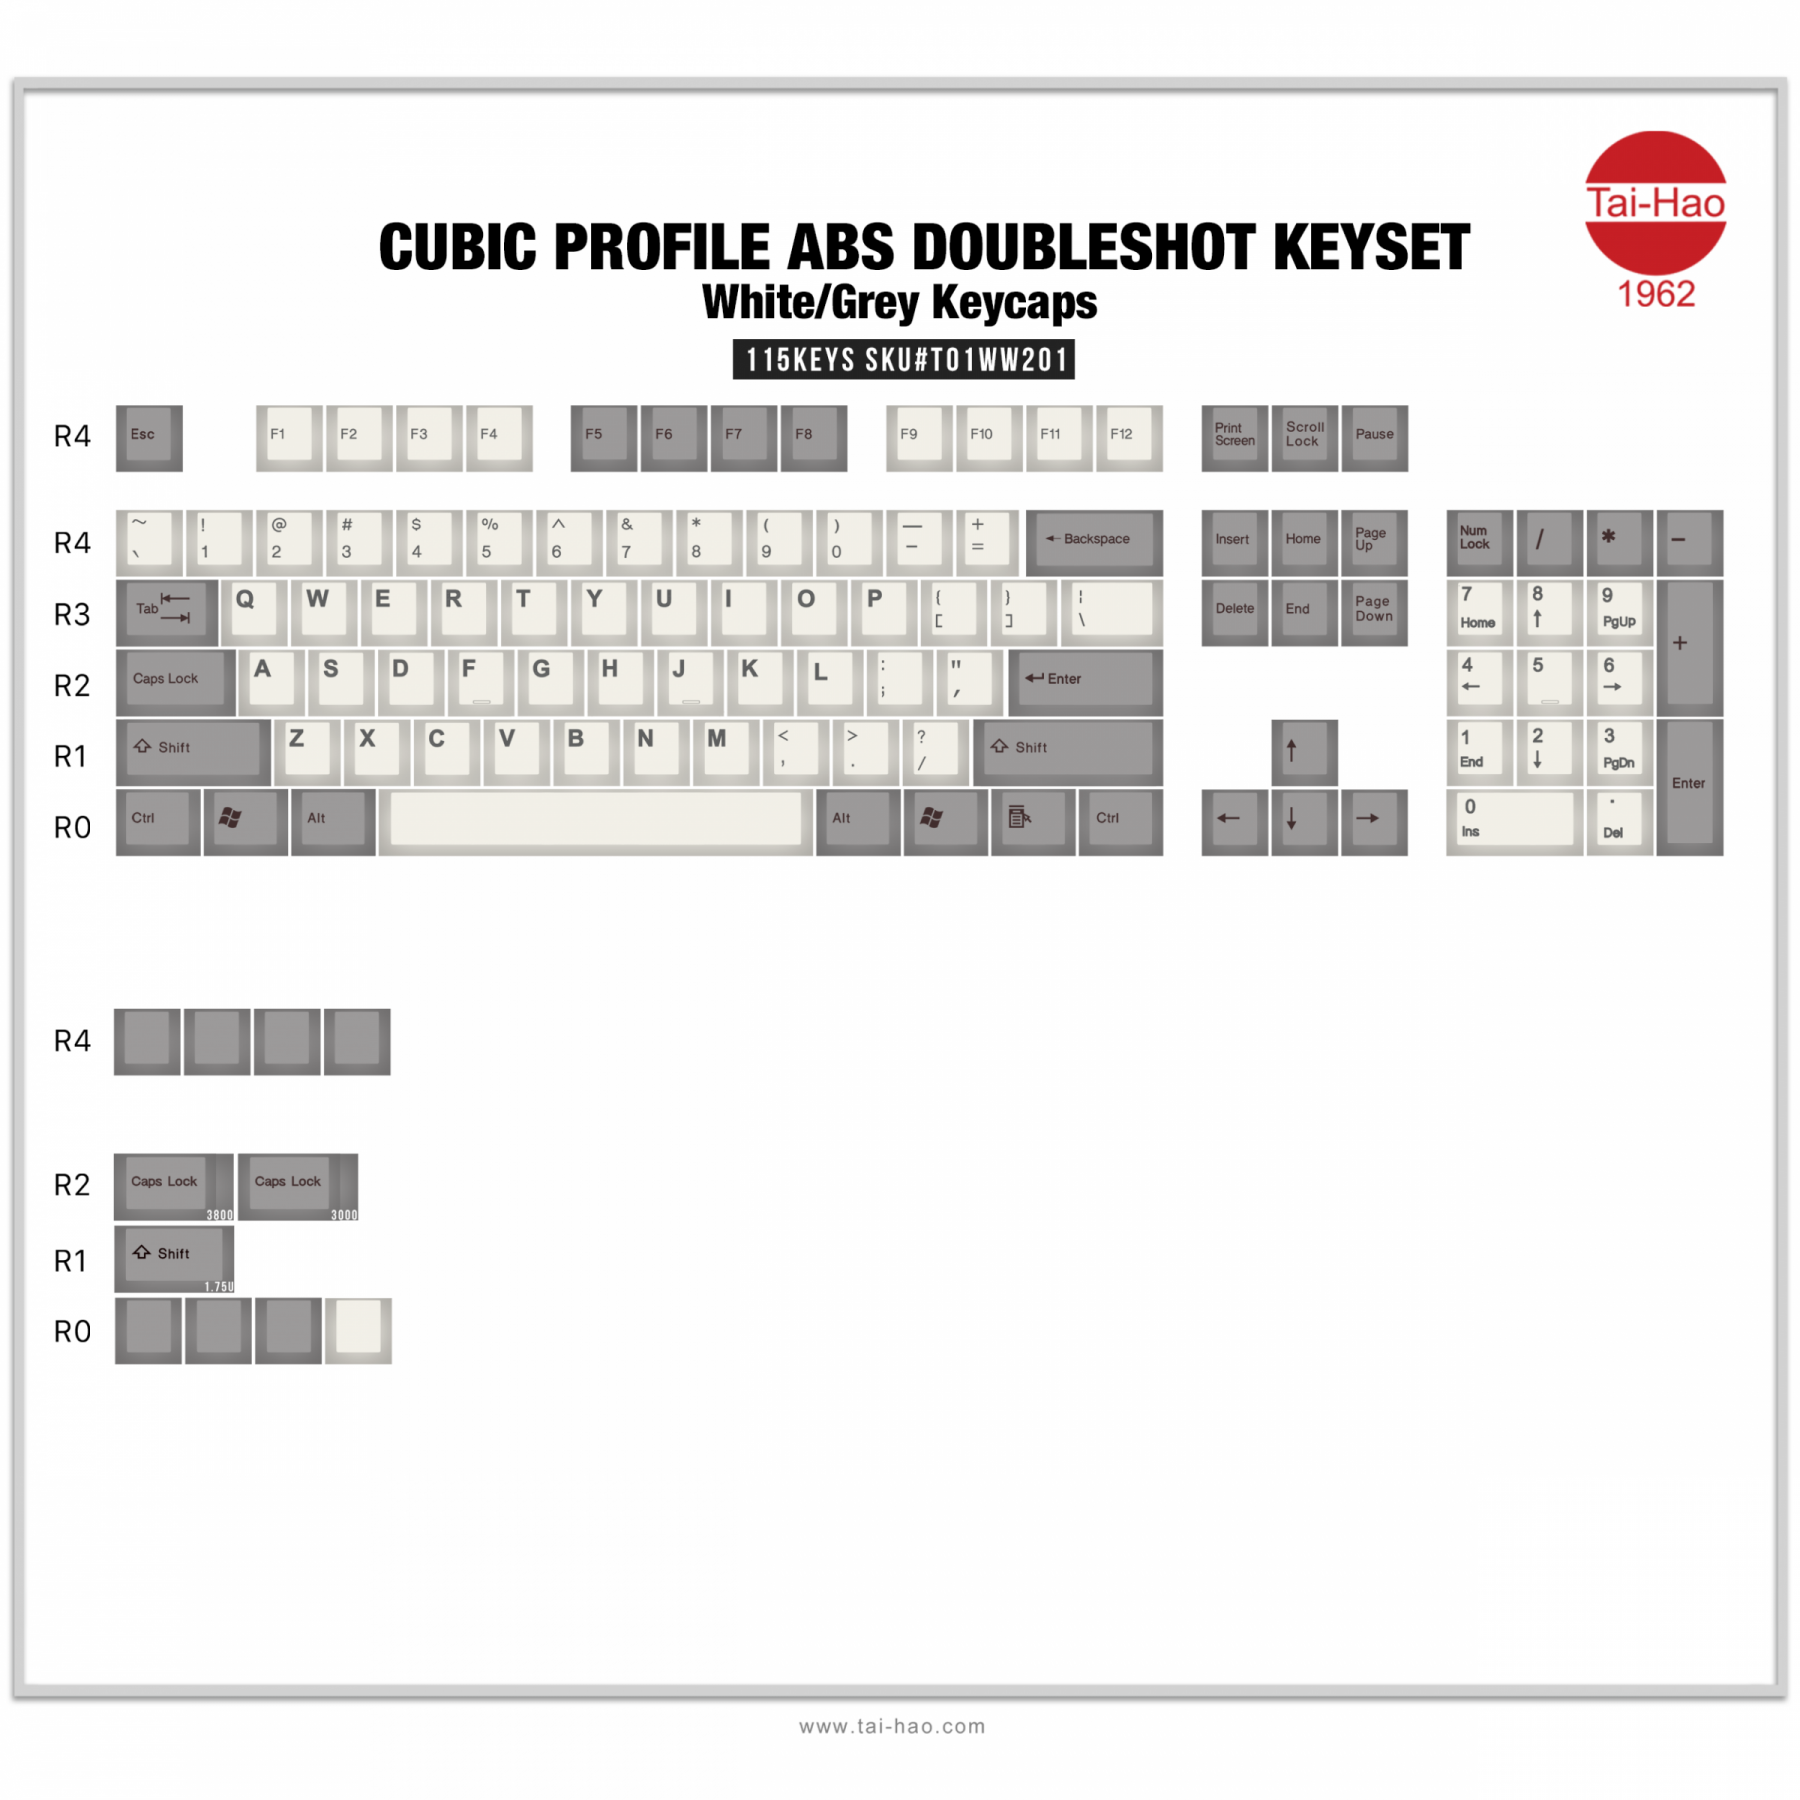 Tai-Hao
1962
CUBIC PROFILE ABS DOUBLESHOT KEYSET
White/Grey Keycaps
115KEYS SKU#T01WW201
R4 Esc F1 F2 F3 F4 F5 F6 F7 F8 F9 F10 F11 F12 Print Screen Scroll Lock Pause
~ ! @ # $ % ^ & * ( ) — +
R4 ` 1 2 3 4 5 6 7 8 9 0 - = ← Backspace Insert Home Page Up Num Lock / * −
R3 Tab Q W E R T Y U I O P { [ } ] ¦ \ Delete End Page Down 7 Home 8 ↑ 9 PgUp +
R2 Caps Lock A S D F G H J K L : ; " , ↵ Enter 4 ← 5 6 →
R1 ⇧ Shift Z X C V B N M < , > . ? / ⇧ Shift ↑ 1 End 2 ↓ 3 PgDn Enter
R0 Ctrl Alt Alt Ctrl ← ↓ → 0 Ins . Del
R4
R2 Caps Lock 3800 Caps Lock 3000
R1 ⇧ Shift 1.75U
R0
www.tai-hao.com